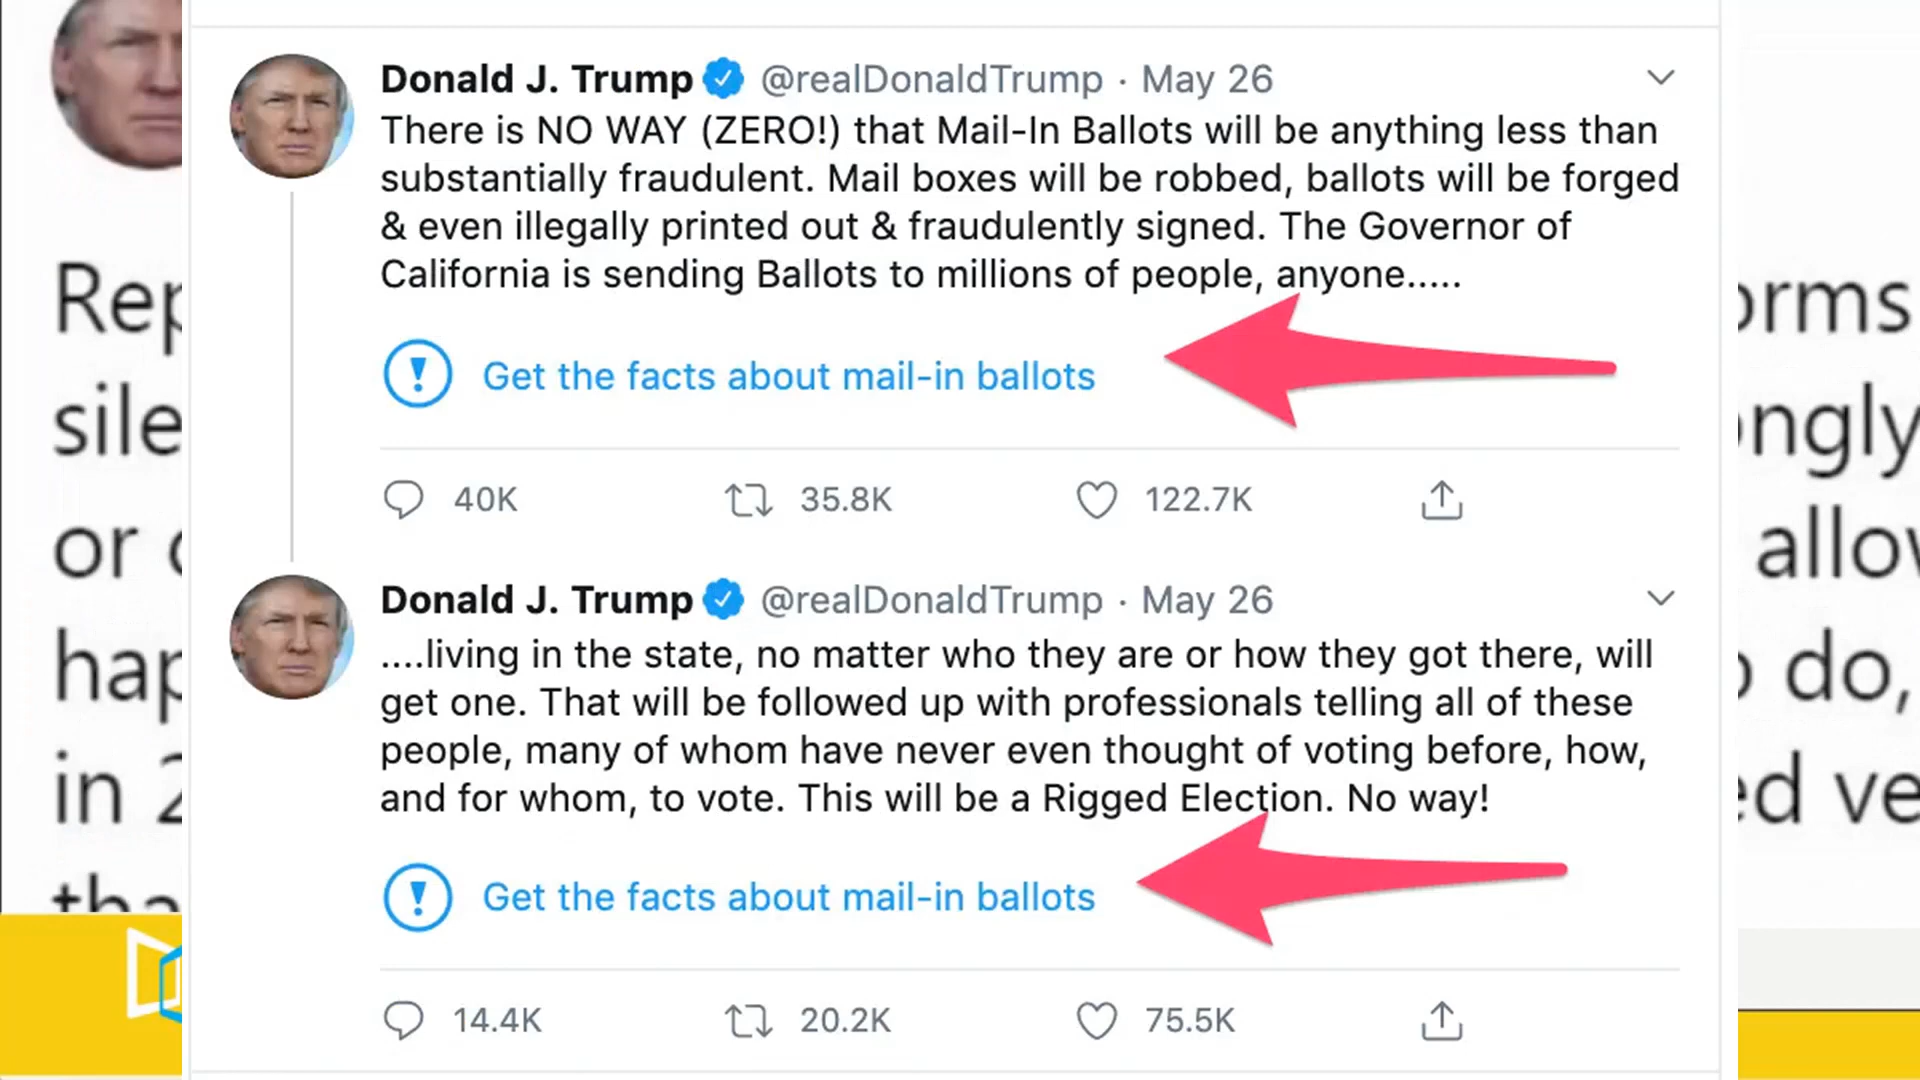 Donald J. Trump @realDonaldTrump · May 26
There is NO WAY (ZERO!) that Mail-In Ballots will be anything less than
substantially fraudulent. Mail boxes will be robbed, ballots will be forged
& even illegally printed out & fraudulently signed. The Governor of
California is sending Ballots to millions of people, anyone.....
Get the facts about mail-in ballots
40K 35.8K 122.7K
Donald J. Trump @realDonaldTrump · May 26
....living in the state, no matter who they are or how they got there, will
get one. That will be followed up with professionals telling all of these
people, many of whom have never even thought of voting before, how,
and for whom, to vote. This will be a Rigged Election. No way!
Get the facts about mail-in ballots
14.4K 20.2K 75.5K
or
in
do,